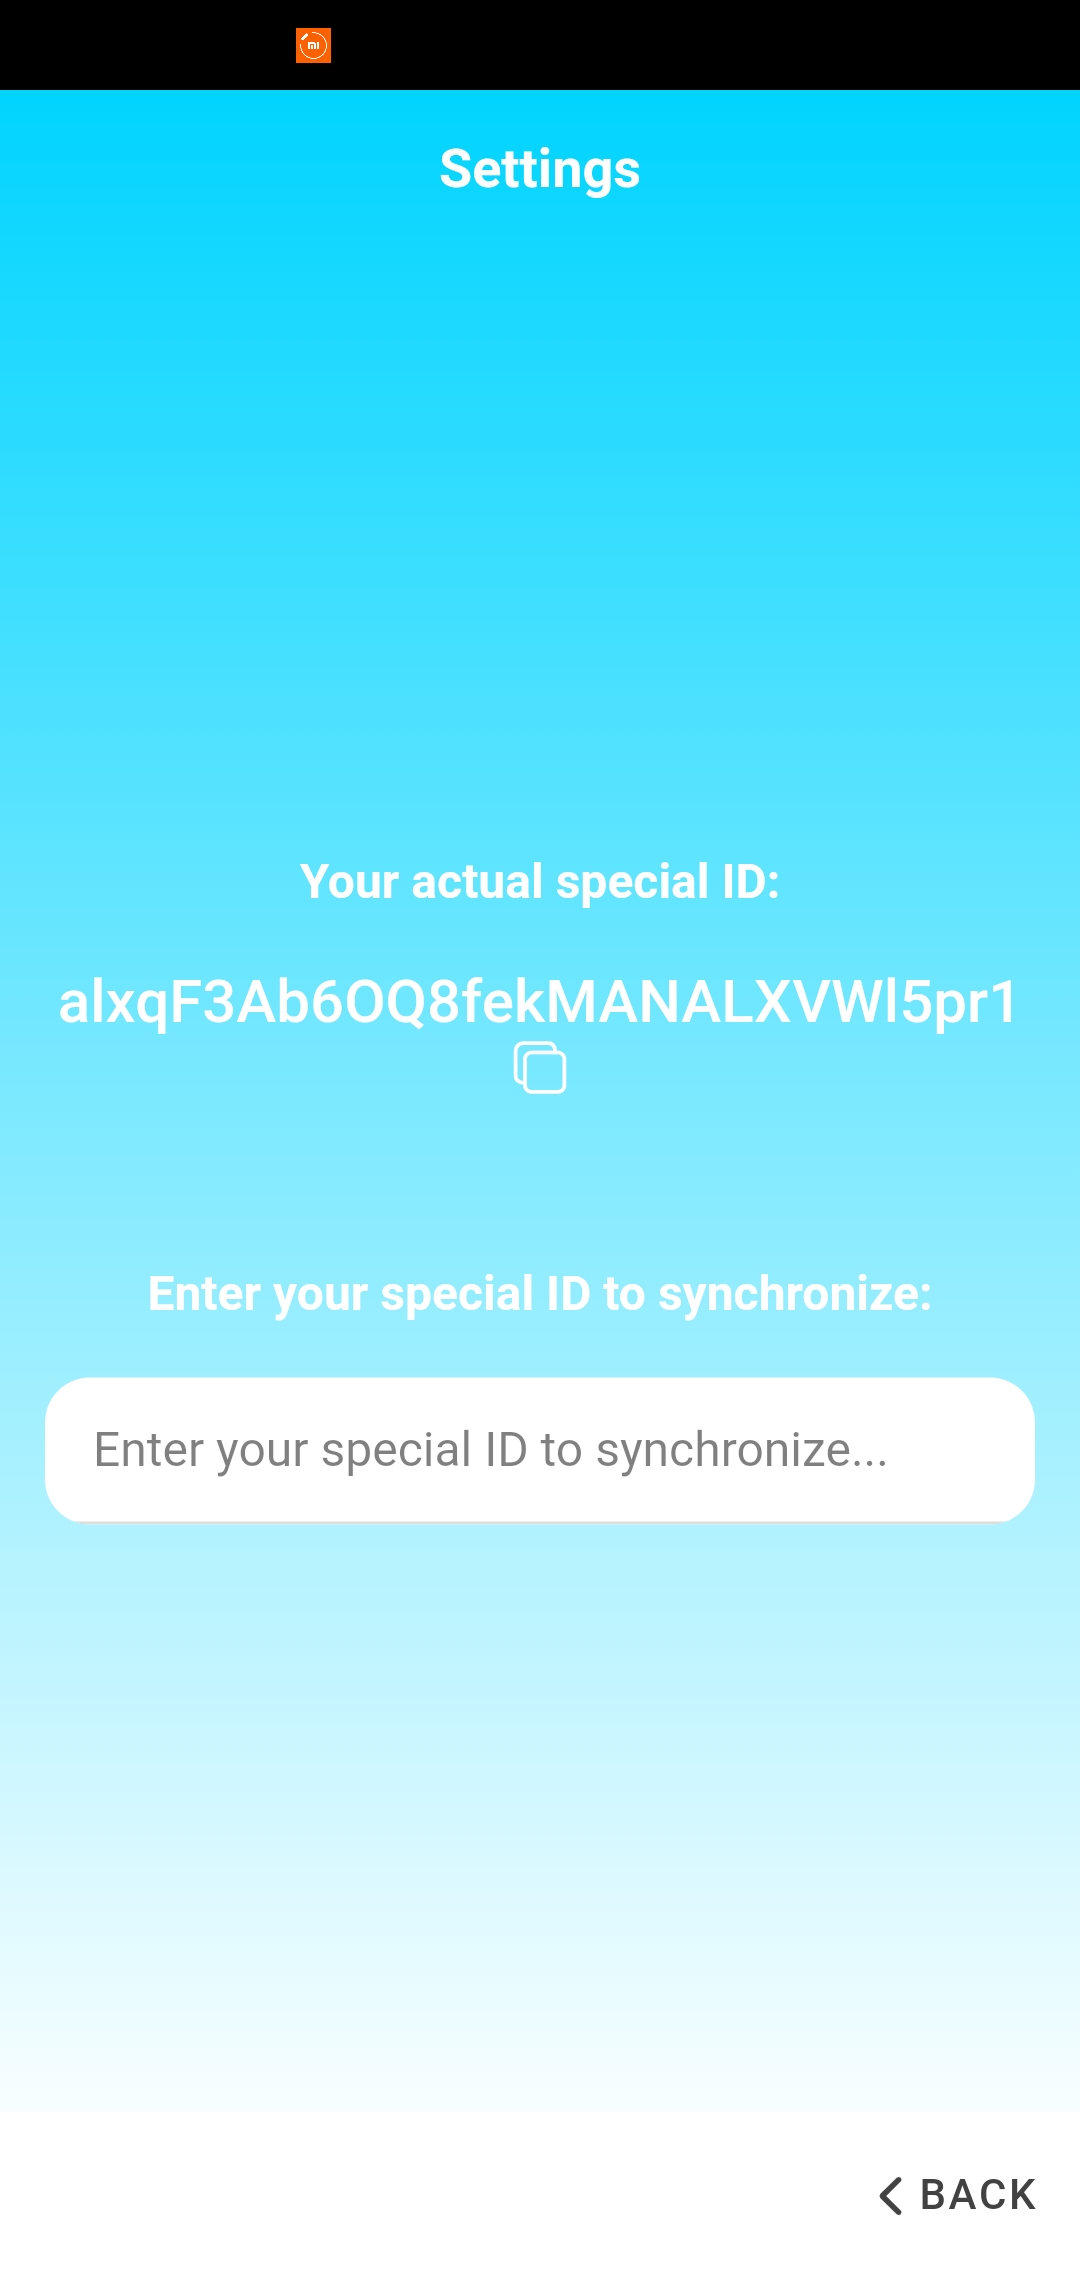 Settings
Your actual special ID:
alxqF3Ab6OQ8fekMANALXVWl5pr1
Enter your special ID to synchronize:
Enter your special ID to synchronize...
BACK